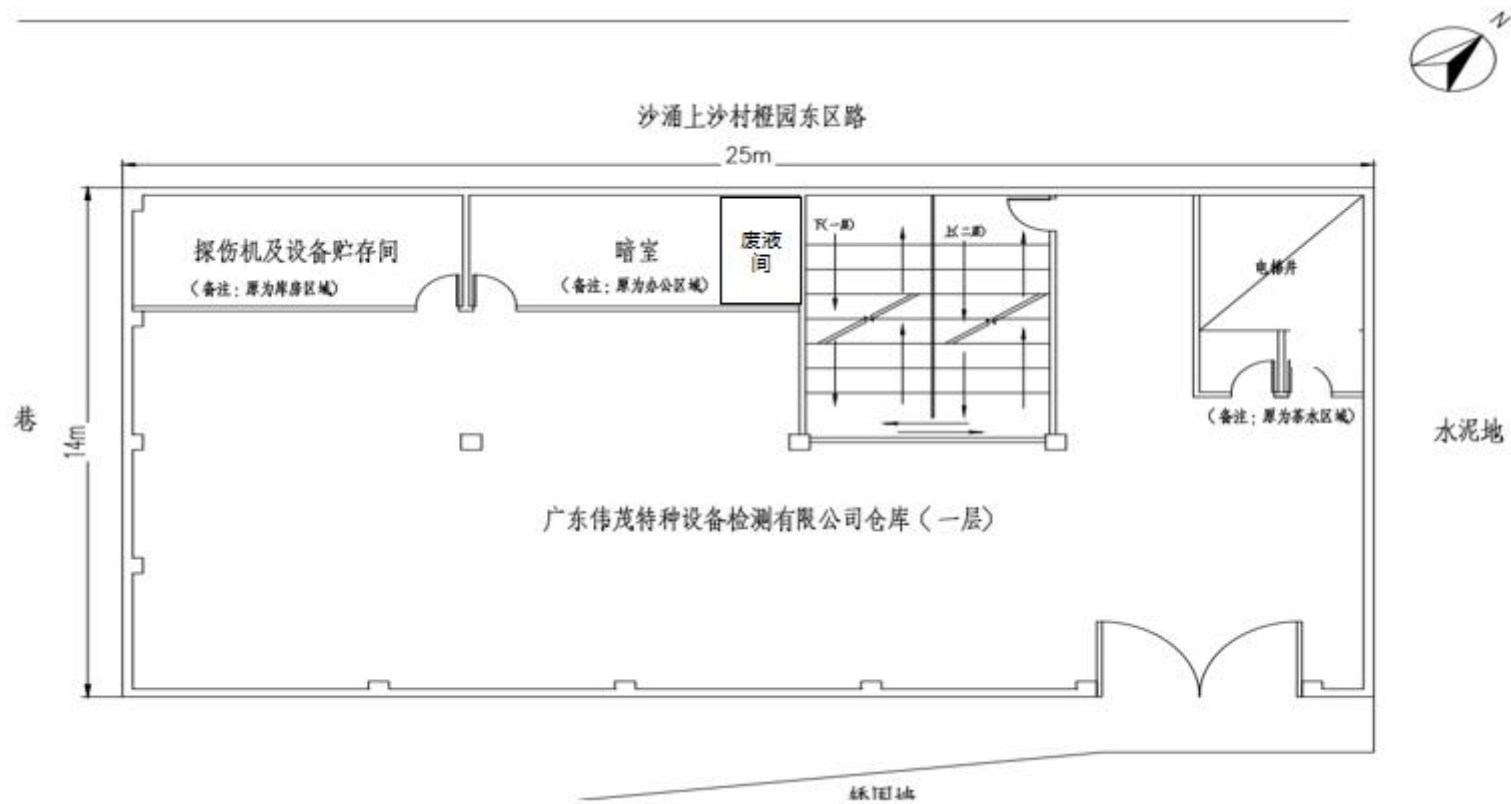 N
沙涌上沙村橙园东区路
25m
探伤机及设备贮存间
(备注：原为库房区域)
暗室
(备注：原为办公区域)
废液
间
下(一层)
上(二层)
电梯井
(备注：原为茶水区域)
巷
14m
水泥地
广东伟茂特种设备检测有限公司仓库（一层）